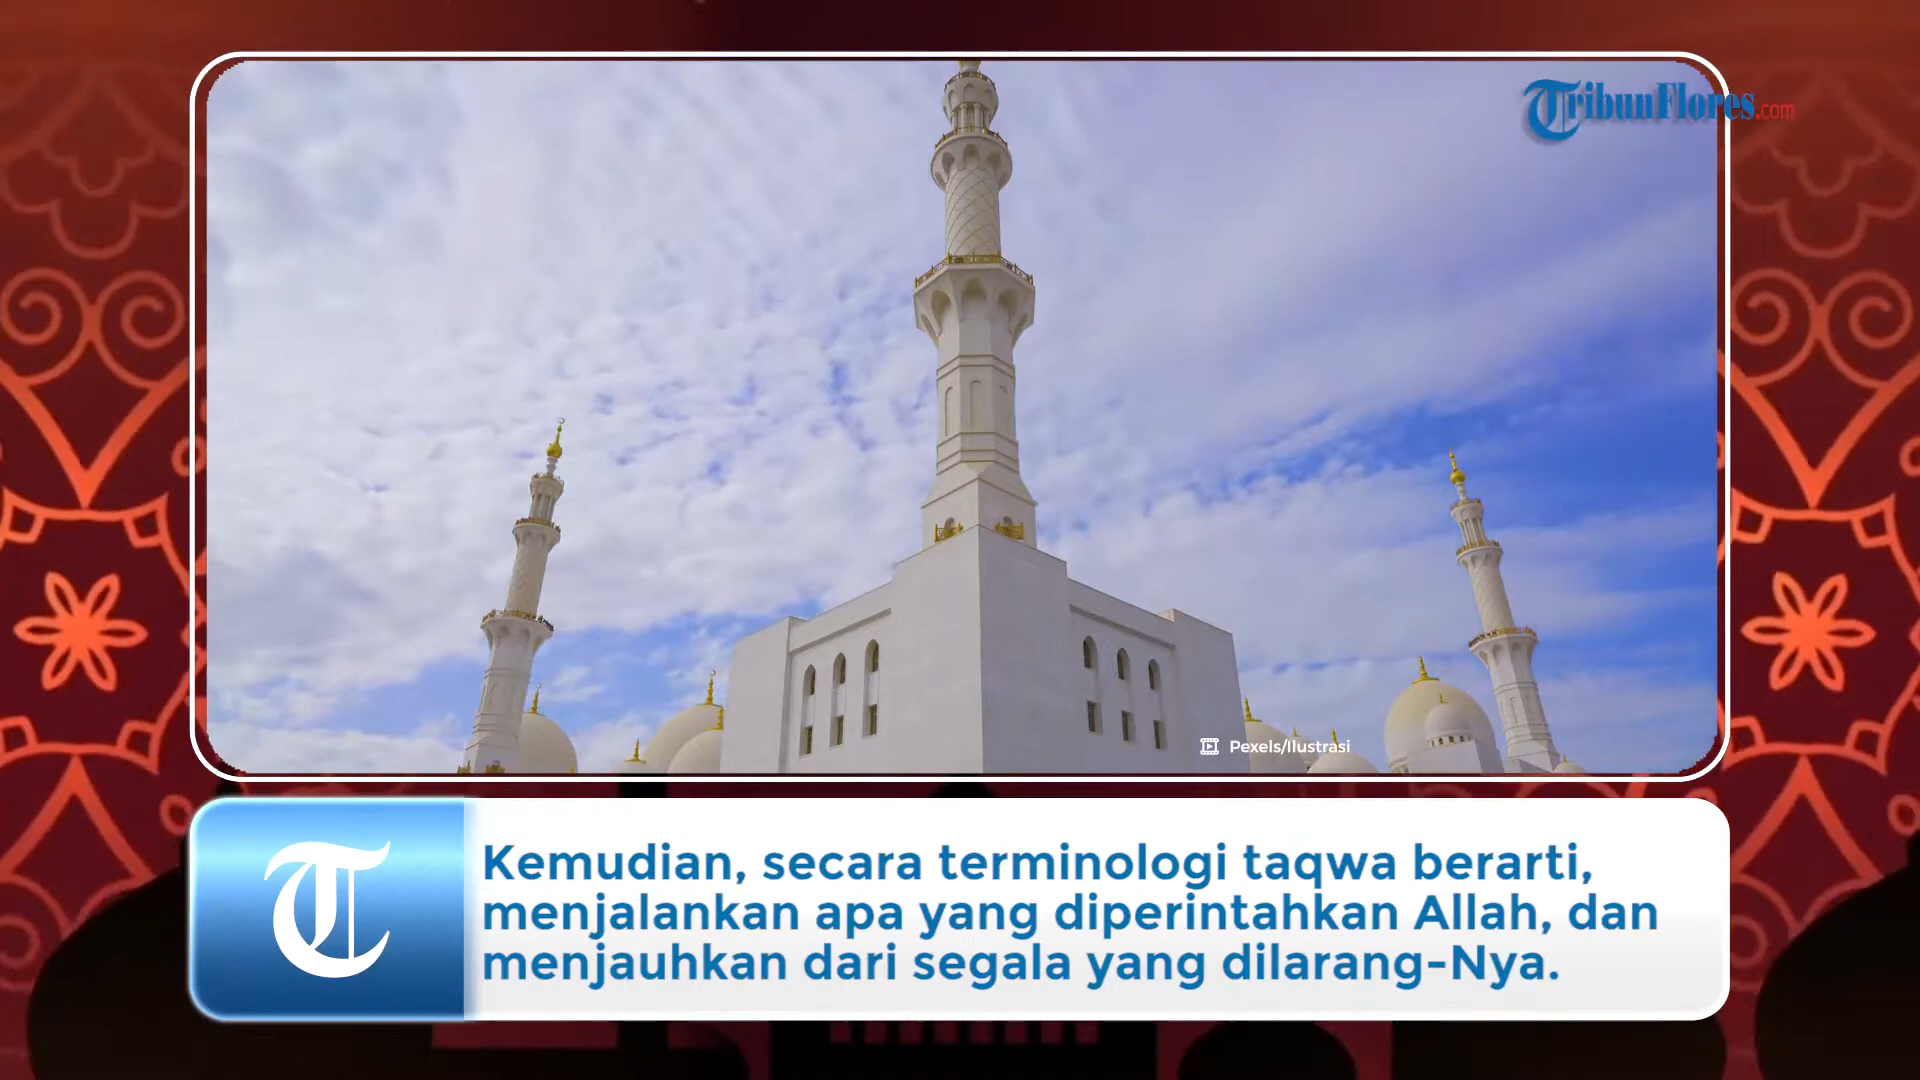 TribunFlores.com
Pexels/Ilustrasi
T
Kemudian, secara terminologi taqwa berarti,
menjalankan apa yang diperintahkan Allah, dan
menjauhkan dari segala yang dilarang-Nya.